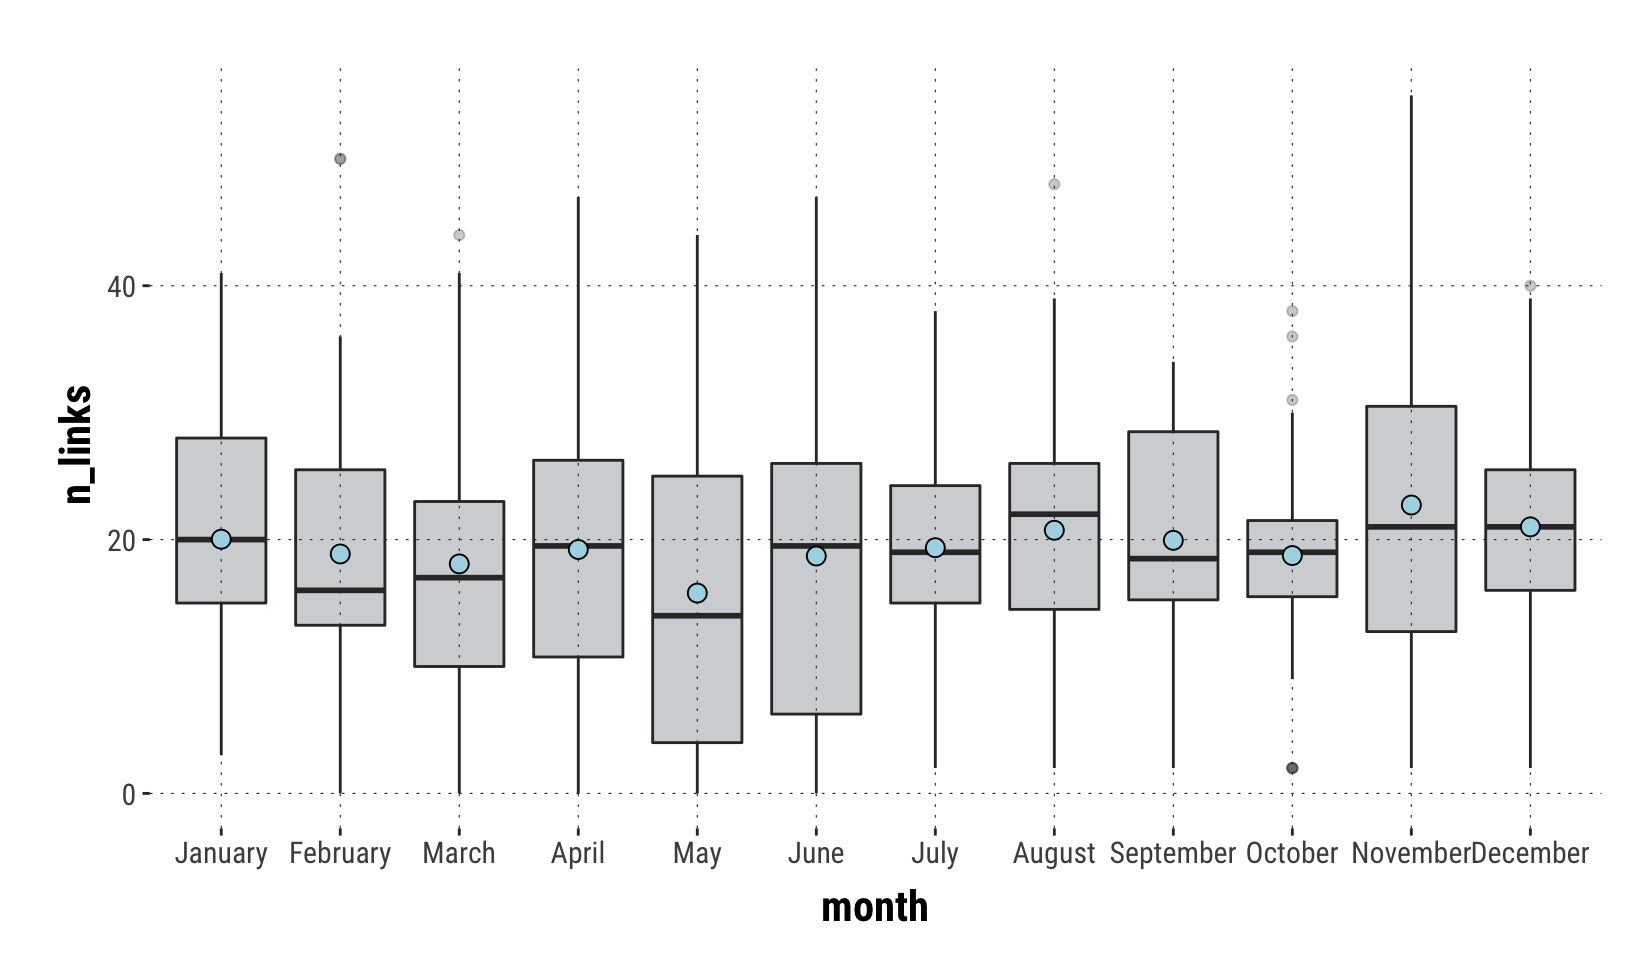 n_links
40
20
0
January February March April May June July August September October November December
month